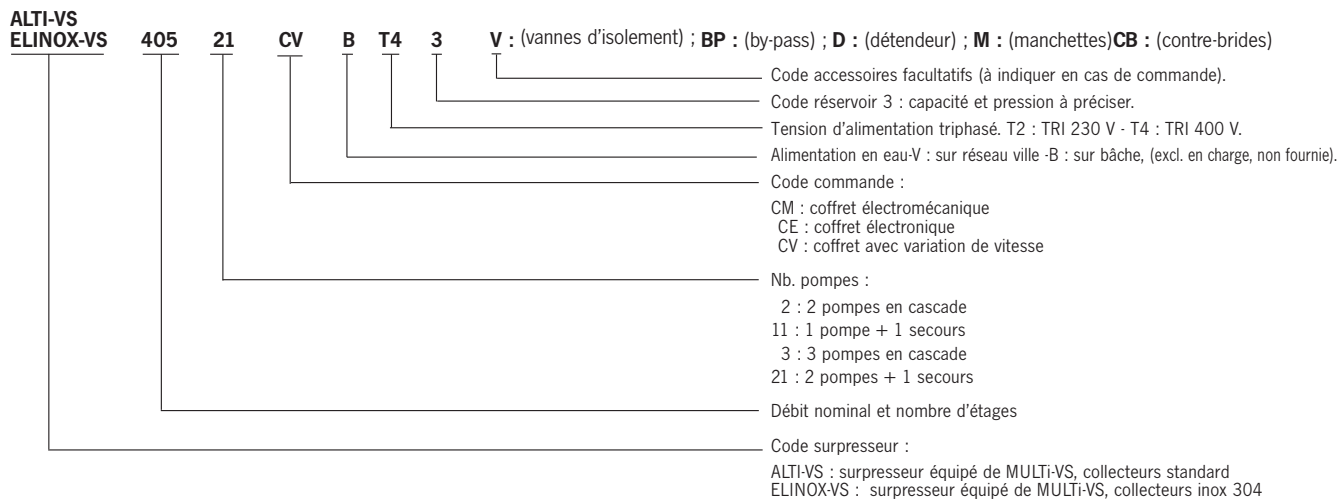 ALTI-VS
ELINOX-VS 405 21 CV B T4 3 V : (vannes d'isolement) ; BP : (by-pass) ; D : (détendeur) ; M : (manchettes)CB : (contre-brides)
Code accessoires facultatifs (à indiquer en cas de commande).
Code réservoir 3 : capacité et pression à préciser.
Tension d'alimentation triphasé. T2 : TRI 230 V - T4 : TRI 400 V.
Alimentation en eau-V : sur réseau ville -B : sur bâche, (excl. en charge, non fournie).
Code commande :
CM : coffret électromécanique
CE : coffret électronique
CV : coffret avec variation de vitesse
Nb. pompes :
2 : 2 pompes en cascade
11 : 1 pompe + 1 secours
3 : 3 pompes en cascade
21 : 2 pompes + 1 secours
Débit nominal et nombre d'étages
Code surpresseur :
ALTI-VS : surpresseur équipé de MULTi-VS, collecteurs standard
ELINOX-VS : surpresseur équipé de MULTi-VS, collecteurs inox 304